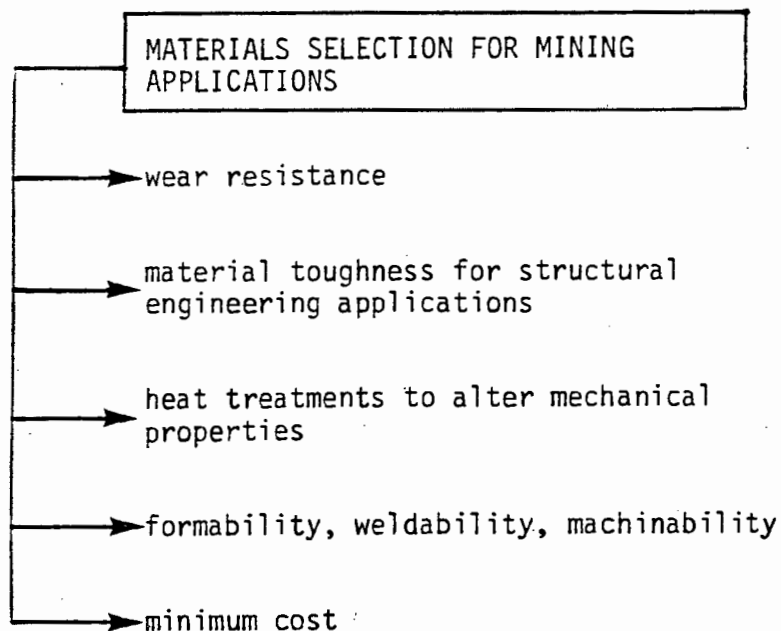 MATERIALS SELECTION FOR MINING
APPLICATIONS
wear resistance
material toughness for structural
engineering applications
heat treatments to alter mechanical
properties
formability, weldability, machinability
minimum cost